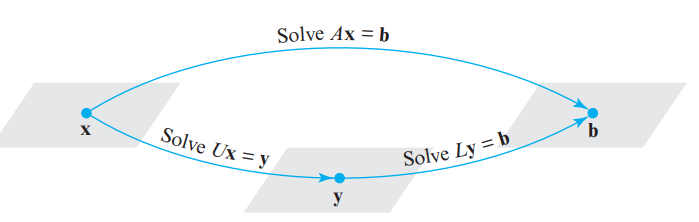 Solve Ax = b
x
Solve Ux = y
Solve Ly = b
b
y